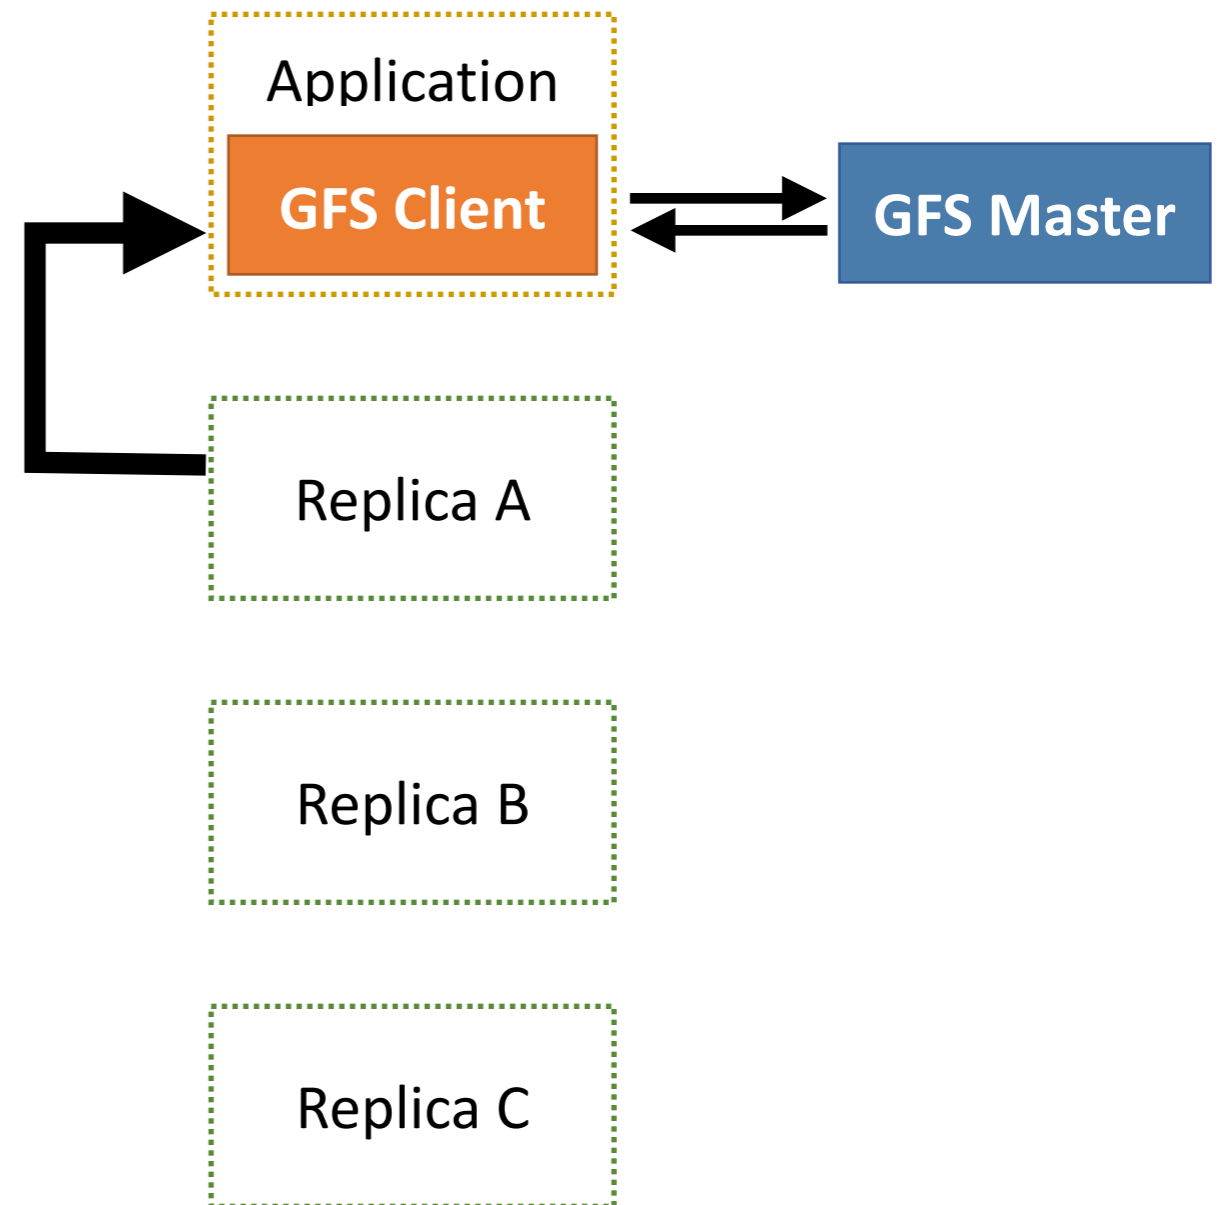 Application
GFS Client
GFS Master
Replica A
Replica B
Replica C